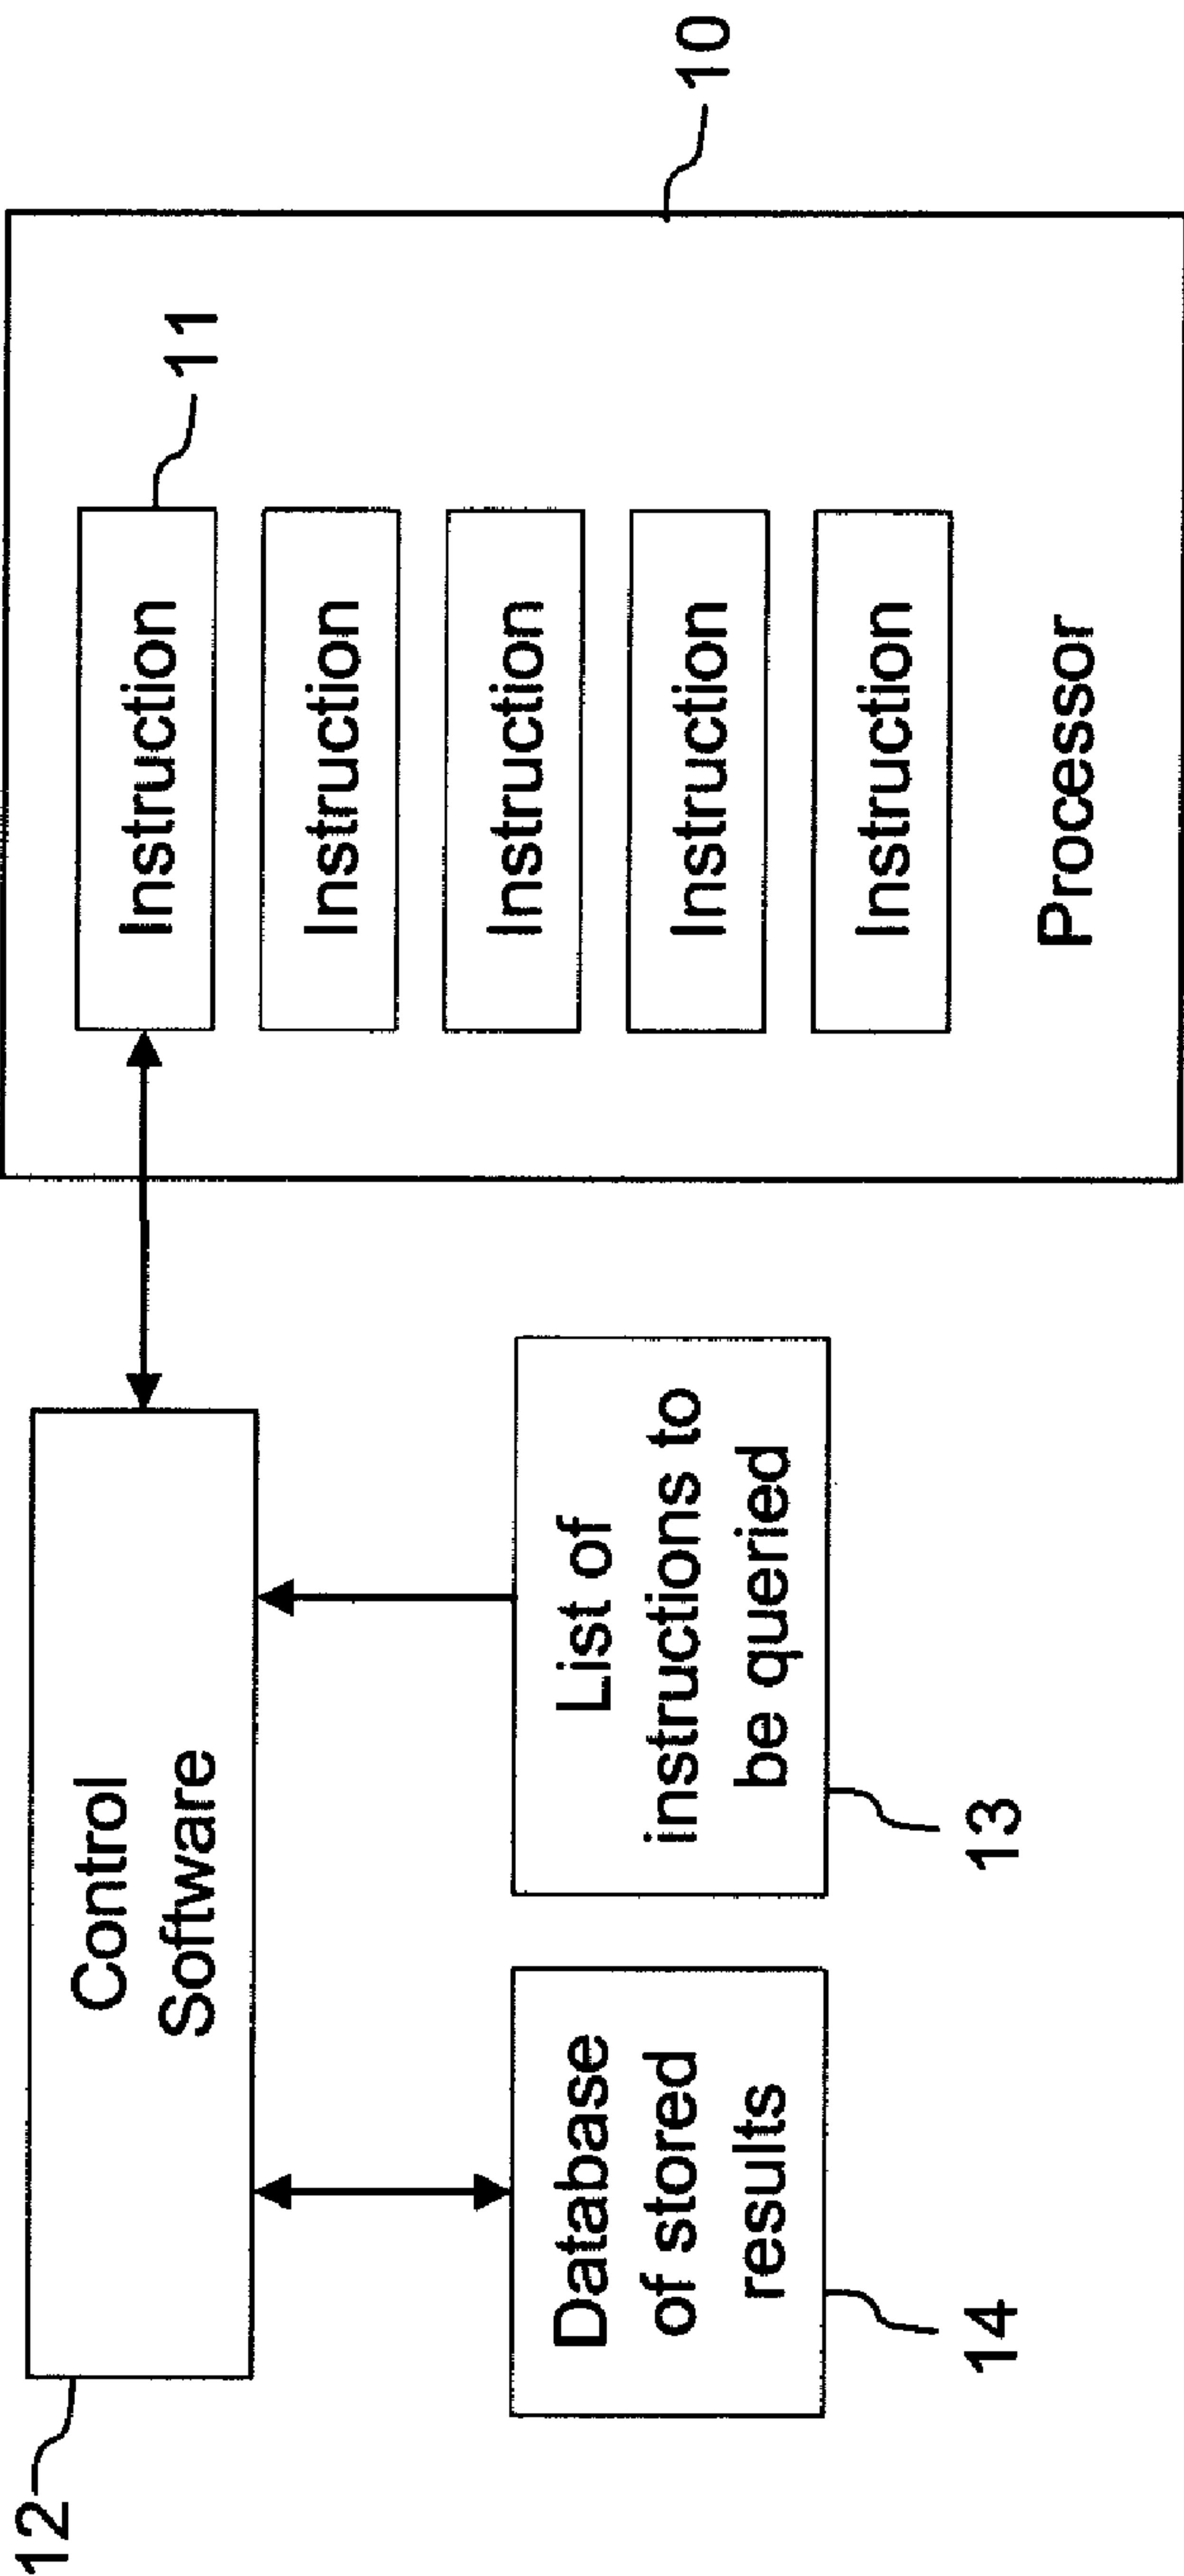 12
Control
Software
Database
of stored
results
14
List of
instructions to
be queried
13
Instruction
11
Instruction
Instruction
Instruction
Instruction
Processor
10